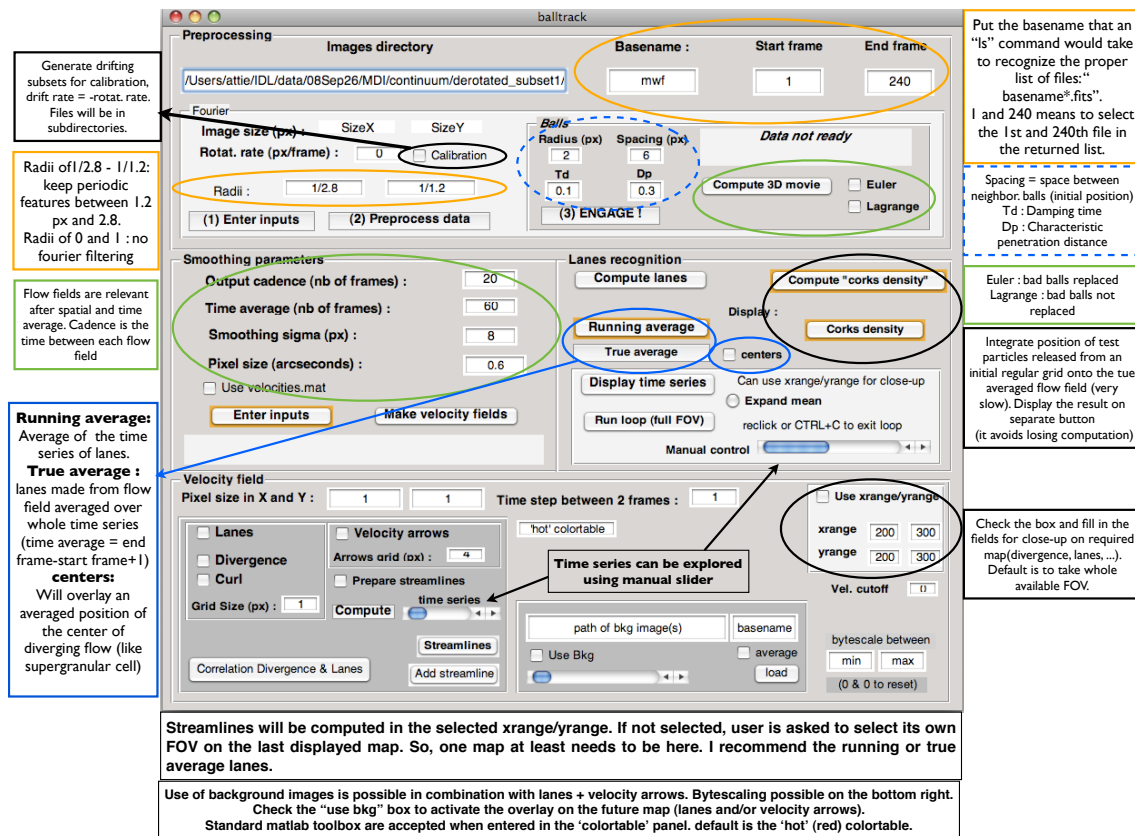 balltrack
Generate drifting
subsets for calibration,
drift rate = -rotat. rate.
Files will be in
subdirectories.
Radii of1/2.8 - 1/1.2:
keep periodic
features between 1.2
px and 2.8.
Radius of 0 and 1 : no
fourier filtering
Flow fields are relevant
after spatial and time
average. Cadence is the
time between each flow
field
Running average:
Average of the time
series of lanes.
True average :
lanes made from flow
field averaged over
whole time series
(time average = end
frame-start frame+1)
centers:
Will overlay an
averaged position of
the center of
diverging flow (like
supergranular cell)
Preprocessing
Images directory
Basename :
Start frame
End frame
/Users/attie/IDL/data/08Sep26/MDI/continuum/derotated_subset1/
mwf
1
240
Fourier
Image size (px) :
SizeX
SizeY
Rotat. rate (px/frame) :
0
Calibration
Radii :
1/2.8
1/1.2
(1) Enter inputs
(2) Preprocess data
Balls
Radius (px)
Spacing (px)
2
6
Td
Dp
0.1
0.3
(3) ENGAGE !
Data not ready
Compute 3D movie
Euler
Lagrange
Smoothing parameters
Output cadence (nb of frames) :
20
Time average (nb of frames) :
60
Smoothing sigma (px) :
8
Pixel size (arcseconds) :
0.6
Use velocities.mat
Enter inputs
Make velocity fields
Lanes recognition
Compute lanes
Compute "corks density"
Running average
Display :
Corks density
True average
centers
Display time series
Can use xrange/yrange for close-up
Expand mean
Run loop (full FOV)
reclick or CTRL+C to exit loop
Manual control
Velocity field
Pixel size in X and Y :
1
1
Time step between 2 frames :
1
Lanes
Divergence
Curl
Grid Size (px) :
1
Velocity arrows
Arrows grid (px) :
4
Prepare streamlines
Compute
time series
Streamlines
Correlation Divergence & Lanes
Add streamline
'hot' colortable
Time series can be explored
using manual slider
path of bkg image(s)
basename
Use Bkg
average
load
Use xrange/yrange
xrange
200
300
yrange
200
300
Vel. cutoff
0
bytescale between
min
max
(0 & 0 to reset)
Put the basename that an
“ls” command would take
to recognize the proper
list of files:“
basename*.fits”.
1 and 240 means to select
the 1st and 240th file in
the returned list.
Spacing = space between
neighbor. balls (initial position)
Td : Damping time
Dp : Characteristic
penetration distance
Euler : bad balls replaced
Lagrange : bad balls not
replaced
Integrate position of test
particles released from an
initial regular grid onto the tue
averaged flow field (very
slow). Display the result on
separate button
(it avoids losing computation)
Check the box and fill in the
fields for close-up on required
map(divergence, lanes, ...).
Default is to take whole
available FOV.
Streamlines will be computed in the selected xrange/yrange. If not selected, user is asked to select its own
FOV on the last displayed map. So, one map at least needs to be here. I recommend the running or true
average lanes.
Use of background images is possible in combination with lanes + velocity arrows. Bytescaling possible on the bottom right.
Check the “use bkg” box to activate the overlay on the future map (lanes and/or velocity arrows).
Standard matlab toolbox are accepted when entered in the ‘colortable’ panel. default is the ‘hot’ (red) colortable.